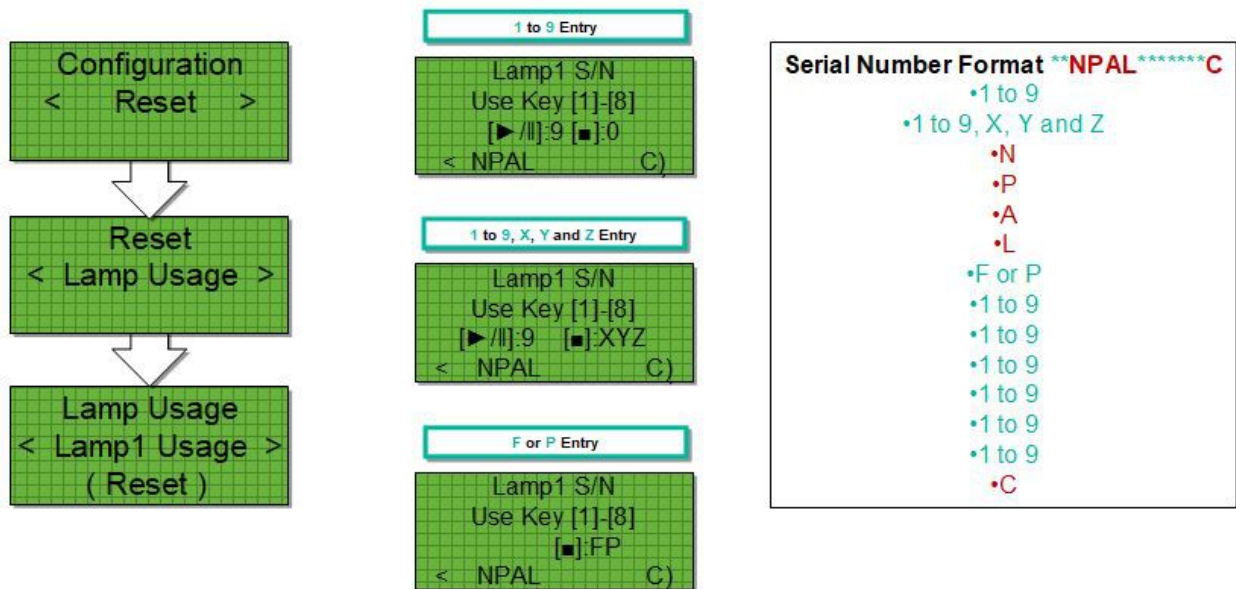 Configuration
< Reset >
Reset
< Lamp Usage >
Lamp Usage
< Lamp1 Usage >
( Reset )
1 to 9 Entry
Lamp1 S/N
Use Key [1]-[8]
[►/||]:9 [■]:0
< NPAL C)
1 to 9, X, Y and Z Entry
Lamp1 S/N
Use Key [1]-[8]
[►/||]:9 [■]:XYZ
< NPAL C)
F or P Entry
Lamp1 S/N
Use Key [1]-[8]
[■]:FP
< NPAL C)
Serial Number Format **NPAL*******C
•1 to 9
•1 to 9, X, Y and Z
•N
•P
•A
•L
•F or P
•1 to 9
•1 to 9
•1 to 9
•1 to 9
•1 to 9
•1 to 9
•C